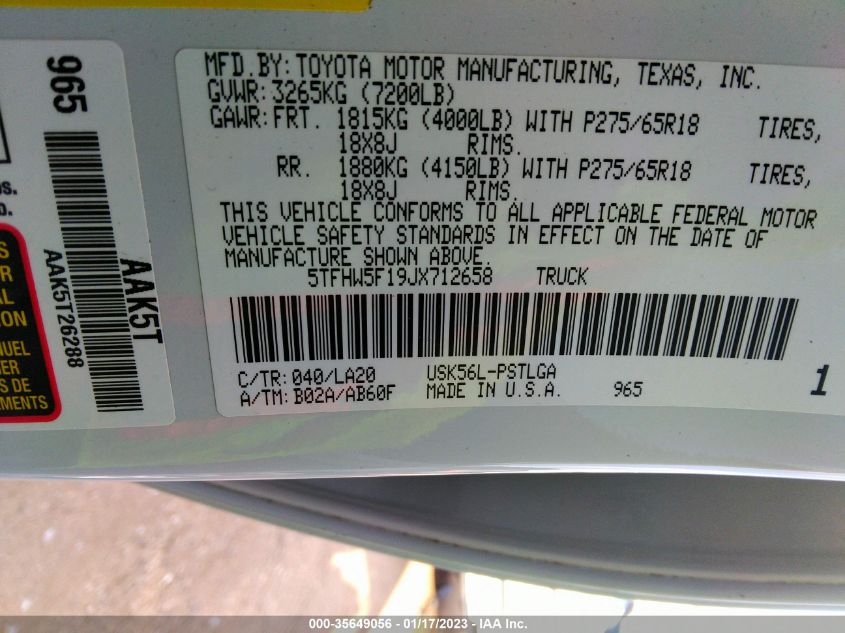 MFD.BY: TOYOTA MOTOR MANUFACTURING, TEXAS, INC.
GVWR: 3265KG (7200LB)
GAWR: FRT. 1815KG (4000LB) WITH P275/65R18 TIRES,
18X8J RIMS.
RR. 1880KG (4150LB) WITH P275/65R18 TIRES,
18X8J RIMS.
THIS VEHICLE CONFORMS TO ALL APPLICABLE FEDERAL MOTOR
VEHICLE SAFETY STANDARDS IN EFFECT ON THE DATE OF
MANUFACTURE SHOWN ABOVE.
5TFHW5F19JX712658 TRUCK
C/TR: 040/LA20 USK56L-PSTLGA
A/TM: B02A/AB60F MADE IN U.S.A. 965 1
965
AAK5T26288
AAK5T
000-35649056 - 01/17/2023 - IAA Inc.